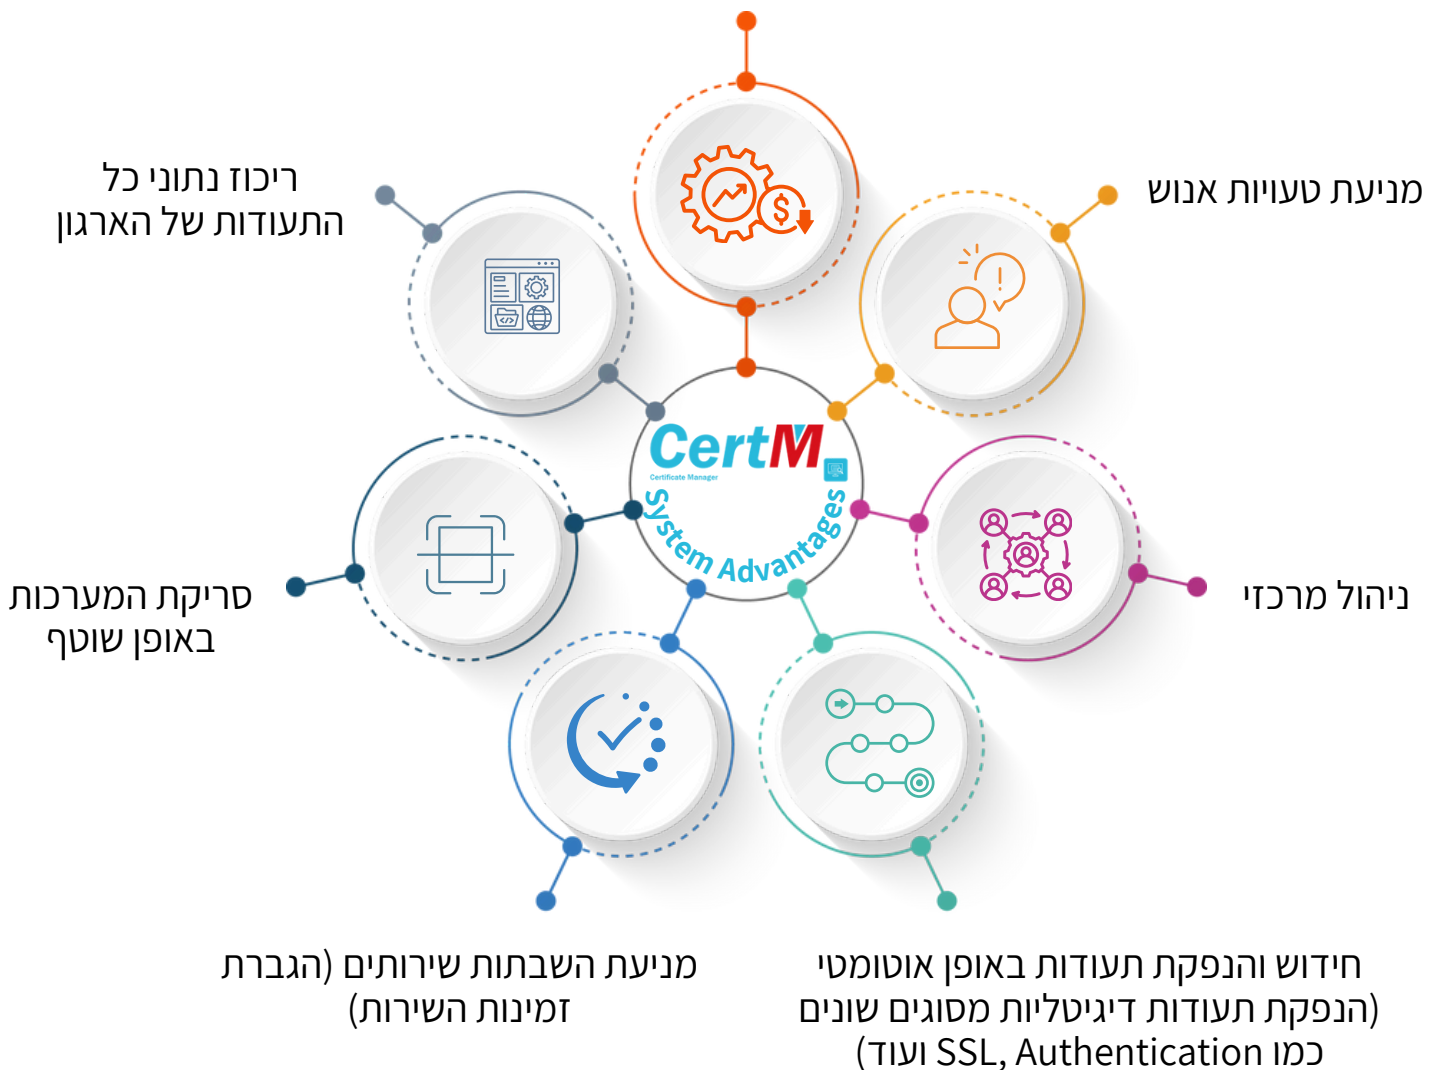 מניעת טעויות אנוש
ריכוז נתוני כל
התעודות של הארגון
CertM
Certificate Manager
System Advantages
ניהול מרכזי
סריקת המערכות
באופן שוטף
חידוש והנפקת תעודות באופן אוטומטי
(הנפקת תעודות דיגיטליות מסוגים שונים
כמו SSL, Authentication ועוד)
מניעת השבתות שירותים (הגברת
זמינות השירות)